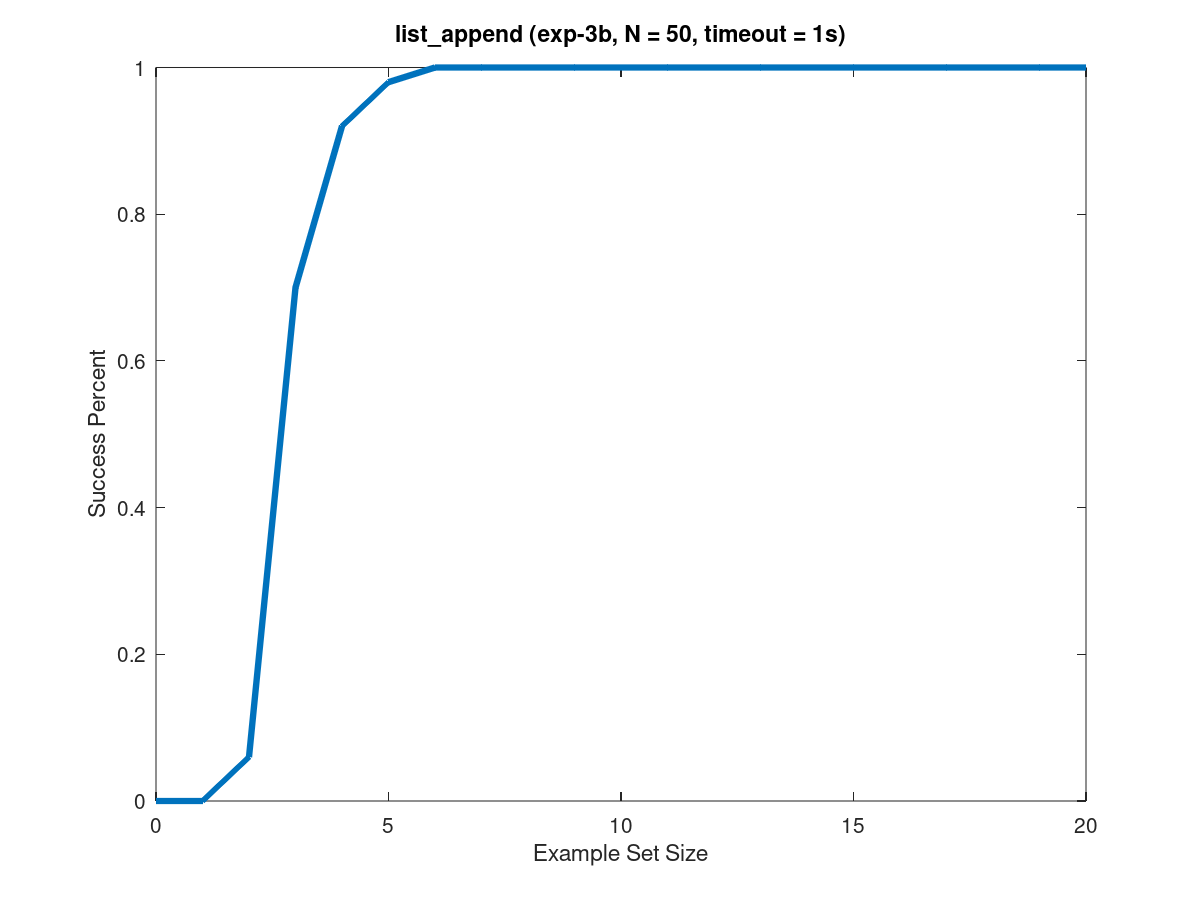 list_append (exp-3b, N = 50, timeout = 1s)
1
0.8
0.6
0.4
0.2
0
Success Percent
0 5 10 15 20
Example Set Size